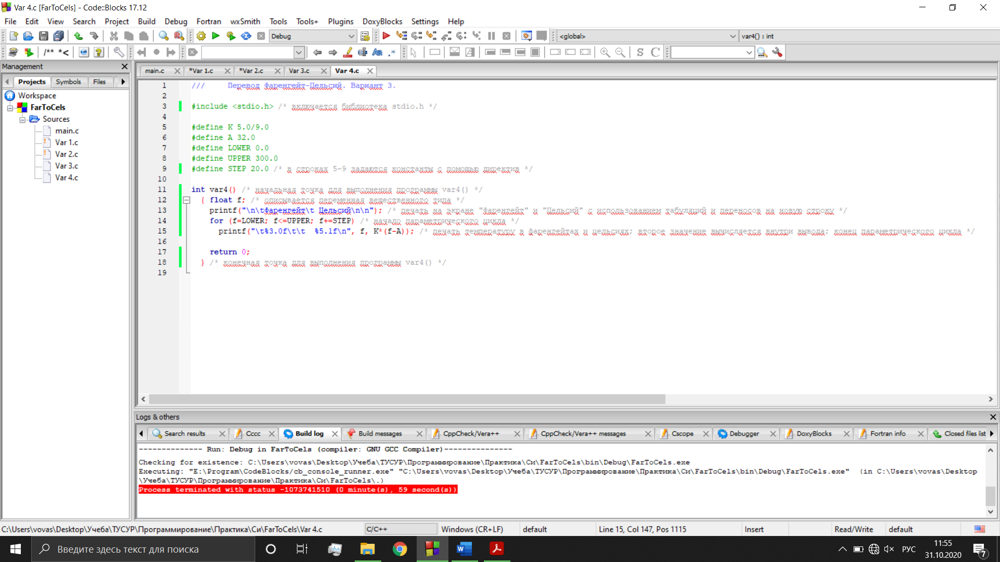 Var 4.c [FarToCels] - Code::Blocks 17.12
File Edit View Search Project Build Debug Fortran wxSmith Tools Tools+ Plugins DoxyBlocks Settings Help
Debug <global> var4() : int
/** *< Aa .* S C
Management
Projects Symbols Files
Workspace
FarToCels
Sources
main.c
Var 1.c
Var 2.c
Var 3.c
Var 4.c
main.c *Var 1.c *Var 2.c Var 3.c Var 4.c
1 /// Перевод Фаренгейт-Цельсий. Вариант 3.
2
3 #include <stdio.h> /* включается библиотека stdio.h */
4
5 #define K 5.0/9.0
6 #define A 32.0
7 #define LOWER 0.0
8 #define UPPER 300.0
9 #define STEP 20.0 /* в строках 5-9 задаются константы с помощью директив */
10
11 int var4() /* начальная точка для выполнения программы var4() */
12 { float f; /* описывается переменная вещественного типа */
13 printf("\n\tфаренгейт\t Цельсий\n\n"); /* печать на экране "Фаренгейт" и "Цельсий" с использованием табуляций и переносов на новую строку */
14 for (f=LOWER; f<=UPPER; f+=STEP) /* начало параметрического цикла */
15 printf("\t%3.0f\t\t  %5.1f\n", f, K*(f-A)); /* печать температуру в фаренгейтах и цельсиях; второе значение вычисляется внутри вывода; конец параметрического цикла */
16
17 return 0;
18 } /* конечная точка для выполнения программы var4() */
19
Logs & others
Search results Cccc Build log Build messages CppCheck/Vera++ CppCheck/Vera++ messages Cscope Debugger DoxyBlocks Fortran info Closed files list
-------------- Run: Debug in FarToCels (compiler: GNU GCC Compiler)---------------
Checking for existence: C:\Users\vovas\Desktop\Учеба\ТУСУР\Программирование\Практика\Си\FarToCels\bin\Debug\FarToCels.exe
Executing: "E:\Program\CodeBlocks/cb_console_runner.exe" "C:\Users\vovas\Desktop\Учеба\ТУСУР\Программирование\Практика\Си\FarToCels\bin\Debug\FarToCels.exe"  (in C:\Users\vovas\Desktop
\Учеба\ТУСУР\Программирование\Практика\Си\FarToCels\.)
Process terminated with status -1073741510 (0 minute(s), 59 second(s))
C:\Users\vovas\Desktop\Учеба\ТУСУР\Программирование\Практика\Си\FarToCels\Var 4.c C/C++ Windows (CR+LF) default Line 15, Col 147, Pos 1115 Insert Read/Write default
Введите здесь текст для поиска
РУС
11:55
31.10.2020
7